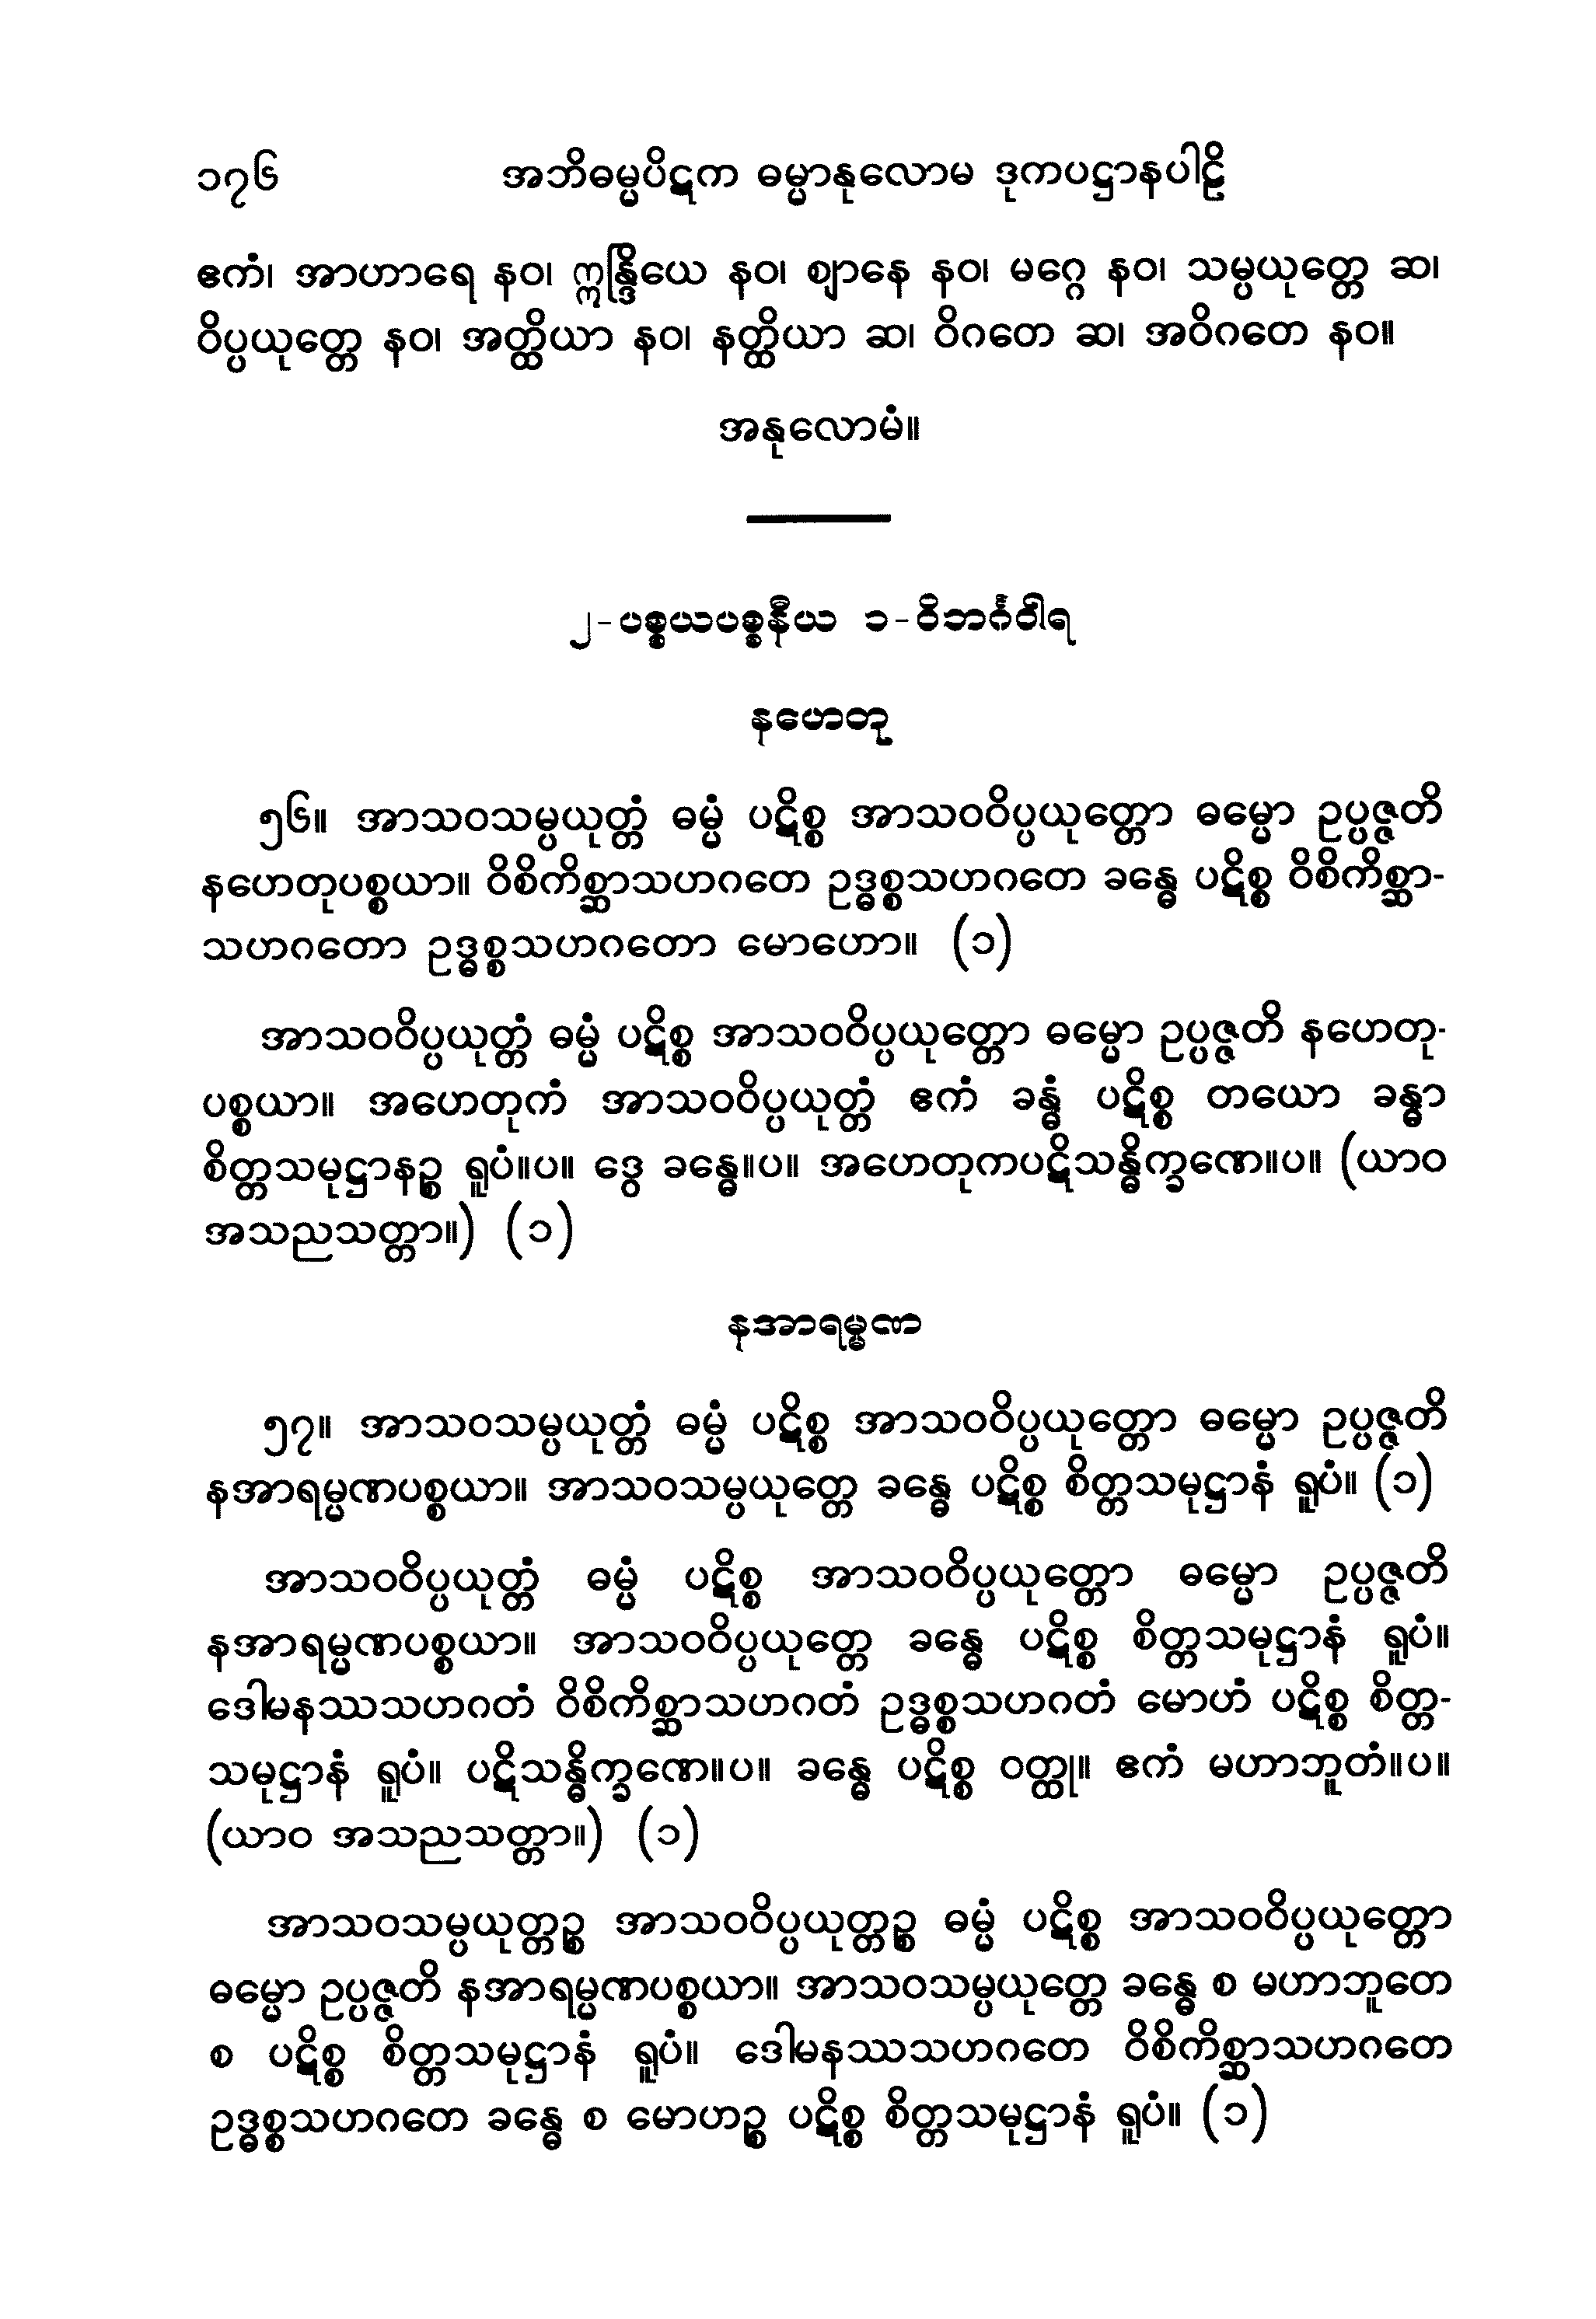 ၁၇၆ အဘိဓမ္မပိဋက ဓမ္မာနုလောမ ဒုကပဋ္ဌာနပါဠိ
ဧကံ၊ အာဟာရေ နဝ၊ ဣန္ဒြိယေ နဝ၊ ဈာနေ နဝ၊ မဂ္ဂေ နဝ၊ သမ္ပယုတ္တေ ဆ၊
ဝိပ္ပယုတ္တေ နဝ၊ အတ္ထိယာ နဝ၊ နတ္ထိယာ ဆ၊ ဝိဂတေ ဆ၊ အဝိဂတေ နဝ။
အနုလောမံ။
၂-ပစ္စယပစ္စနီယ ၁-ဝိဘင်္ဂဝါရ
နဟေတု
၅၆။ အာသဝသမ္ပယုတ္တံ ဓမ္မံ ပဋိစ္စ အာသဝဝိပ္ပယုတ္တော ဓမ္မော ဥပ္ပဇ္ဇတိ
နဟေတုပစ္စယာ။ ဝိစိကိစ္ဆာသဟဂတေ ဥဒ္ဓစ္စသဟဂတေ ခန္ဓေ ပဋိစ္စ ဝိစိကိစ္ဆာ-
သဟဂတော ဥဒ္ဓစ္စသဟဂတော မောဟော။ (၁)
အာသဝဝိပ္ပယုတ္တံ ဓမ္မံ ပဋိစ္စ အာသဝဝိပ္ပယုတ္တော ဓမ္မော ဥပ္ပဇ္ဇတိ နဟေတု-
ပစ္စယာ။ အဟေတုကံ အာသဝဝိပ္ပယုတ္တံ ဧကံ ခန္ဓံ ပဋိစ္စ တယော ခန္ဓာ
စိတ္တသမုဋ္ဌာနဉ္စ ရူပံ။ပ။ ဒွေ ခန္ဓေ။ပ။ အဟေတုကပဋိသန္ဓိက္ခဏေ။ပ။ (ယာဝ
အသညသတ္တာ။) (၁)
နအာရမ္မဏ
၅၇။ အာသဝသမ္ပယုတ္တံ ဓမ္မံ ပဋိစ္စ အာသဝဝိပ္ပယုတ္တော ဓမ္မော ဥပ္ပဇ္ဇတိ
နအာရမ္မဏပစ္စယာ။ အာသဝသမ္ပယုတ္တေ ခန္ဓေ ပဋိစ္စ စိတ္တသမုဋ္ဌာနံ ရူပံ။ (၁)
အာသဝဝိပ္ပယုတ္တံ ဓမ္မံ ပဋိစ္စ အာသဝဝိပ္ပယုတ္တော ဓမ္မော ဥပ္ပဇ္ဇတိ
နအာရမ္မဏပစ္စယာ။ အာသဝဝိပ္ပယုတ္တေ ခန္ဓေ ပဋိစ္စ စိတ္တသမုဋ္ဌာနံ ရူပံ။
ဒေါမနဿသဟဂတံ ဝိစိကိစ္ဆာသဟဂတံ ဥဒ္ဓစ္စသဟဂတံ မောဟံ ပဋိစ္စ စိတ္တ-
သမုဋ္ဌာနံ ရူပံ။ ပဋိသန္ဓိက္ခဏေ။ပ။ ခန္ဓေ ပဋိစ္စ ဝတ္ထု။ ဧကံ မဟာဘူတံ။ပ။
(ယာဝ အသညသတ္တာ။) (၁)
အာသဝသမ္ပယုတ္တဉ္စ အာသဝဝိပ္ပယုတ္တဉ္စ ဓမ္မံ ပဋိစ္စ အာသဝဝိပ္ပယုတ္တော
ဓမ္မော ဥပ္ပဇ္ဇတိ နအာရမ္မဏပစ္စယာ။ အာသဝသမ္ပယုတ္တေ ခန္ဓေ စ မဟာဘူတေ
စ ပဋိစ္စ စိတ္တသမုဋ္ဌာနံ ရူပံ။ ဒေါမနဿသဟဂတေ ဝိစိကိစ္ဆာသဟဂတေ
ဥဒ္ဓစ္စသဟဂတေ ခန္ဓေ စ မောဟဉ္စ ပဋိစ္စ စိတ္တသမုဋ္ဌာနံ ရူပံ။ (၁)